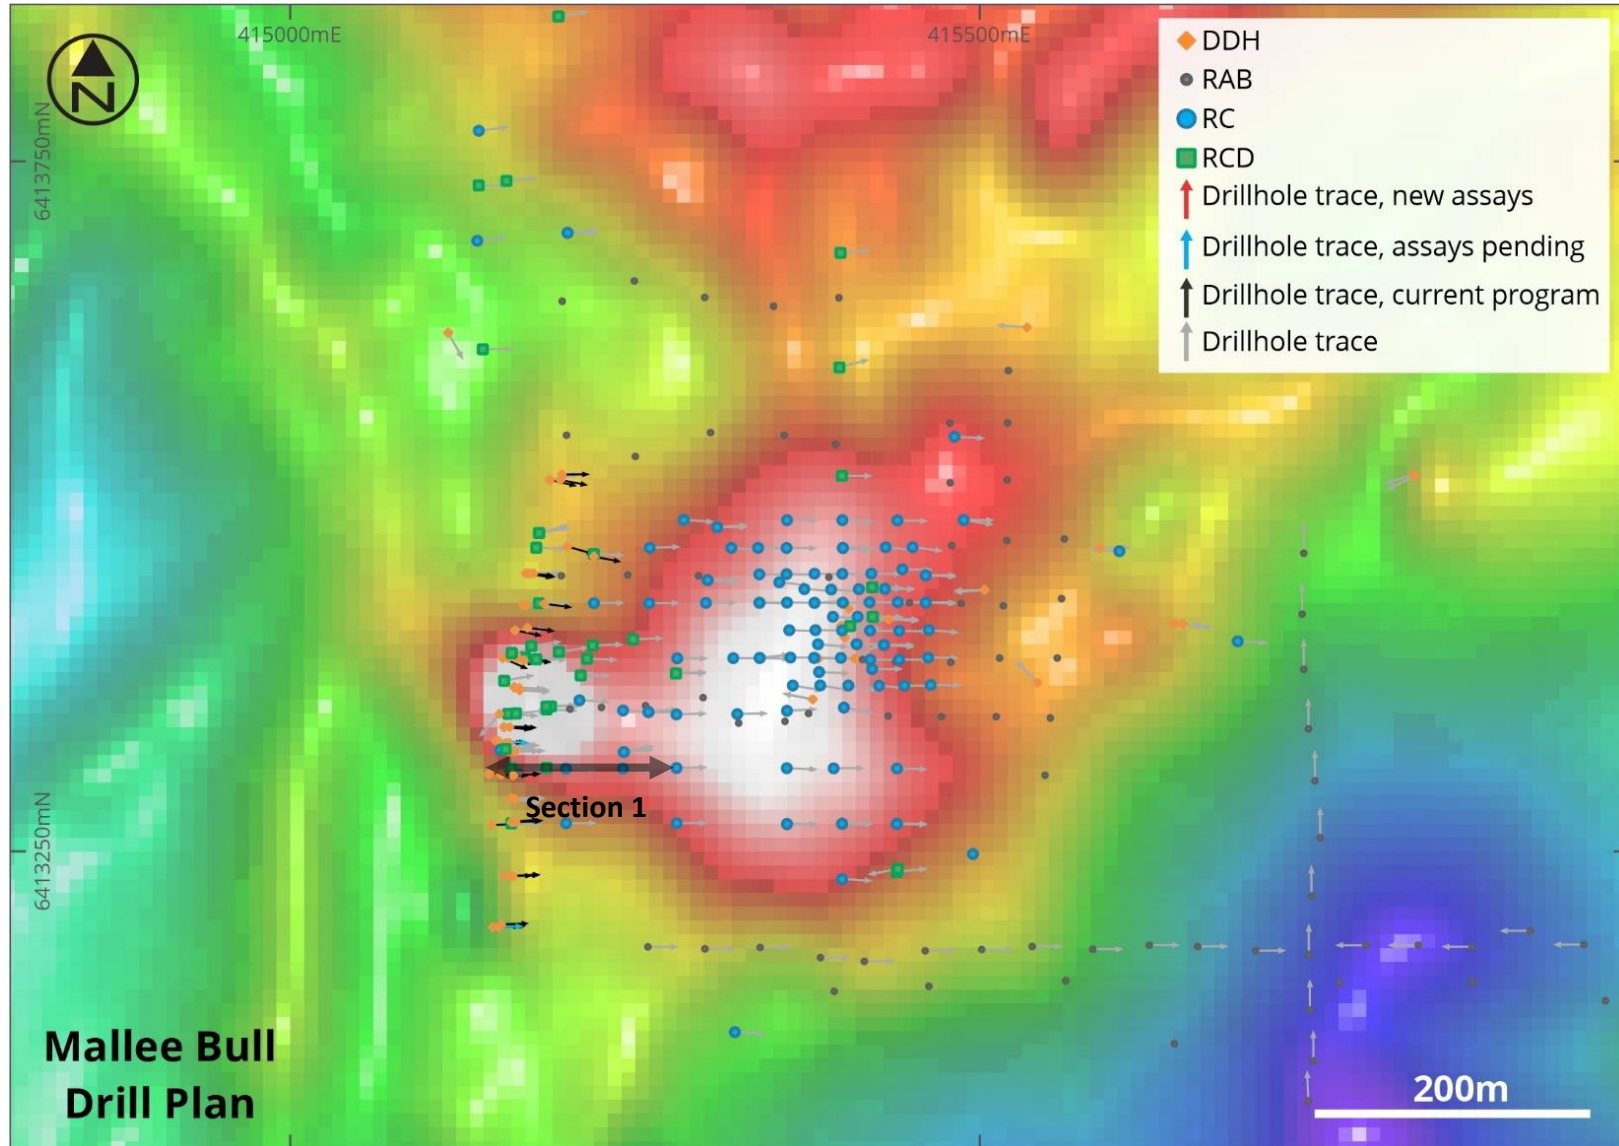 415000mE
415500mE
N
6413750mN
6413250mN
DDH
RAB
RC
RCD
Drillhole trace, new assays
Drillhole trace, assays pending
Drillhole trace, current program
Drillhole trace
Section 1
Mallee Bull
Drill Plan
200m